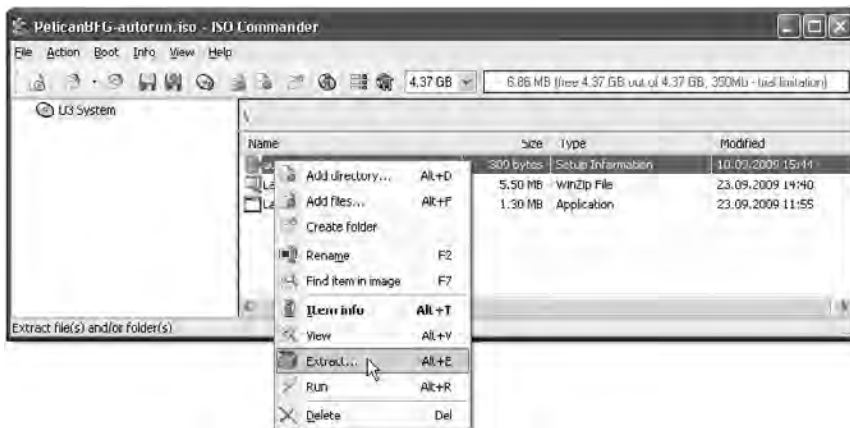 PelicanBFG-autorun.iso - ISO Commander
File Action Boot Info View Help
4.37 GB 6.86 MB (free 4.37 GB out of 4.37 GB, 350Mb - trial limitation)
U3 System
\
Name Size Type Modified
309 bytes Setup Information 10.09.2009 15:44
La 5.50 MB WinZip File 23.09.2009 14:40
La 1.30 MB Application 23.09.2009 11:55
Add directory... Alt+D
Add files... Alt+F
Create folder
Rename F2
Find item in image F7
Item info Alt+T
View Alt+V
Extract... Alt+E
Run Alt+R
Delete Del
Extract file(s) and/or folder(s)